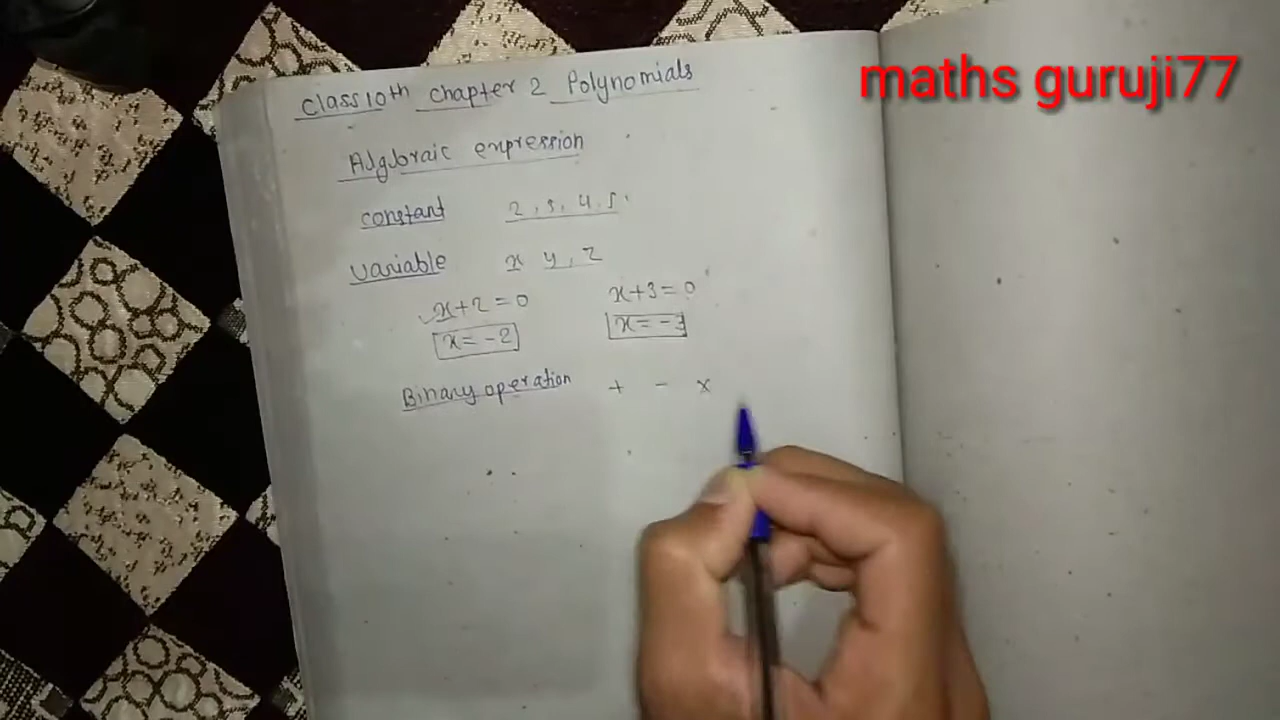 maths guruji77
Class 10th Chapter 2 Polynomials
Algebraic expression
constant 2, 3, 4, 5
variable x y, z
x+2=0 x+3=0
x=-2 x=-3
Binary operation + - x